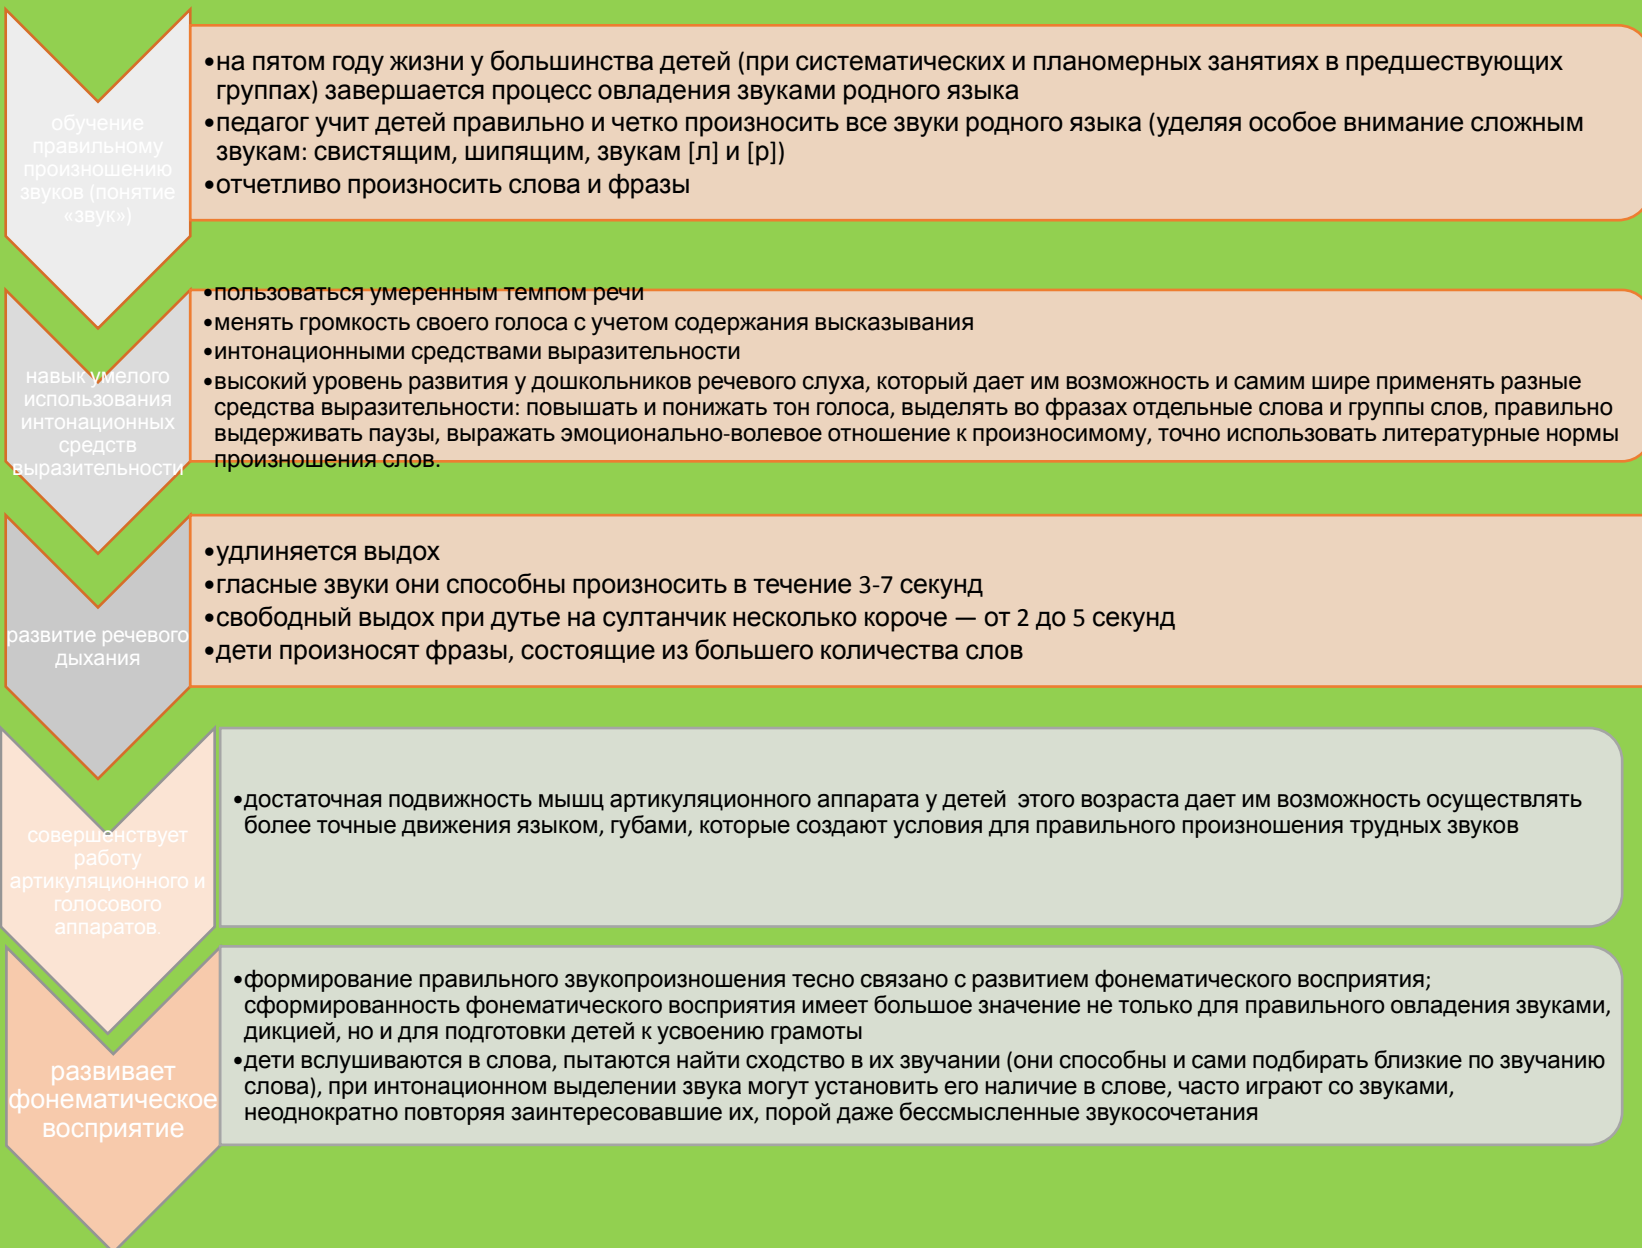 обучение
правильному
произношению
звуков (понятие
«звук»)
•на пятом году жизни у большинства детей (при систематических и планомерных занятиях в предшествующих
группах) завершается процесс овладения звуками родного языка
•педагог учит детей правильно и четко произносить все звуки родного языка (уделяя особое внимание сложным
звукам: свистящим, шипящим, звукам [л] и [р])
•отчетливо произносить слова и фразы
навык умелого
использования
интонационных
средств
выразительности
•пользоваться умеренным темпом речи
•менять громкость своего голоса с учетом содержания высказывания
•интонационными средствами выразительности
•высокий уровень развития у дошкольников речевого слуха, который дает им возможность и самим шире применять разные
средства выразительности: повышать и понижать тон голоса, выделять во фразах отдельные слова и группы слов, правильно
выдерживать паузы, выражать эмоционально-волевое отношение к произносимому, точно использовать литературные нормы
произношения слов.
развитие речевого
дыхания
•удлиняется выдох
•гласные звуки они способны произносить в течение 3-7 секунд
•свободный выдох при дутье на султанчик несколько короче — от 2 до 5 секунд
•дети произносят фразы, состоящие из большего количества слов
совершенствует
работу
артикуляционного и
голосового
аппаратов.
•достаточная подвижность мышц артикуляционного аппарата у детей этого возраста дает им возможность осуществлять
более точные движения языком, губами, которые создают условия для правильного произношения трудных звуков
развивает
фонематическое
восприятие
•формирование правильного звукопроизношения тесно связано с развитием фонематического восприятия;
сформированность фонематического восприятия имеет большое значение не только для правильного овладения звуками,
дикцией, но и для подготовки детей к усвоению грамоты
•дети вслушиваются в слова, пытаются найти сходство в их звучании (они способны и сами подбирать близкие по звучанию
слова), при интонационном выделении звука могут установить его наличие в слове, часто играют со звуками,
неоднократно повторяя заинтересовавшие их, порой даже бессмысленные звукосочетания